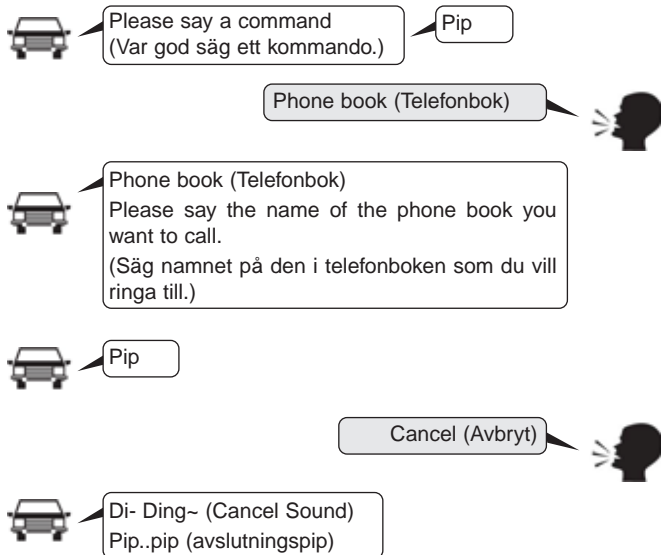 Please say a command
(Var god säg ett kommando.)
Pip
Phone book (Telefonbok)
Phone book (Telefonbok)
Please say the name of the phone book you
want to call.
(Säg namnet på den i telefonboken som du vill
ringa till.)
Pip
Cancel (Avbryt)
Di- Ding~ (Cancel Sound)
Pip..pip (avslutningspip)